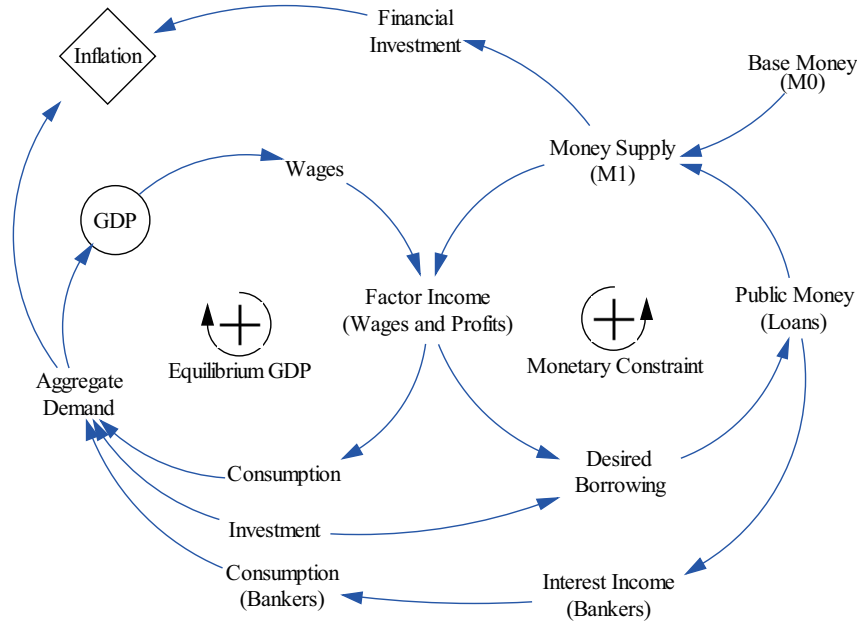 Financial
Investment
Inflation
Base Money
(M0)
Money Supply
(M1)
Wages
GDP
Factor Income
(Wages and Profits)
Public Money
(Loans)
Equilibrium GDP
Monetary Constraint
Aggregate
Demand
Consumption
Desired
Borrowing
Investment
Consumption
(Bankers)
Interest Income
(Bankers)